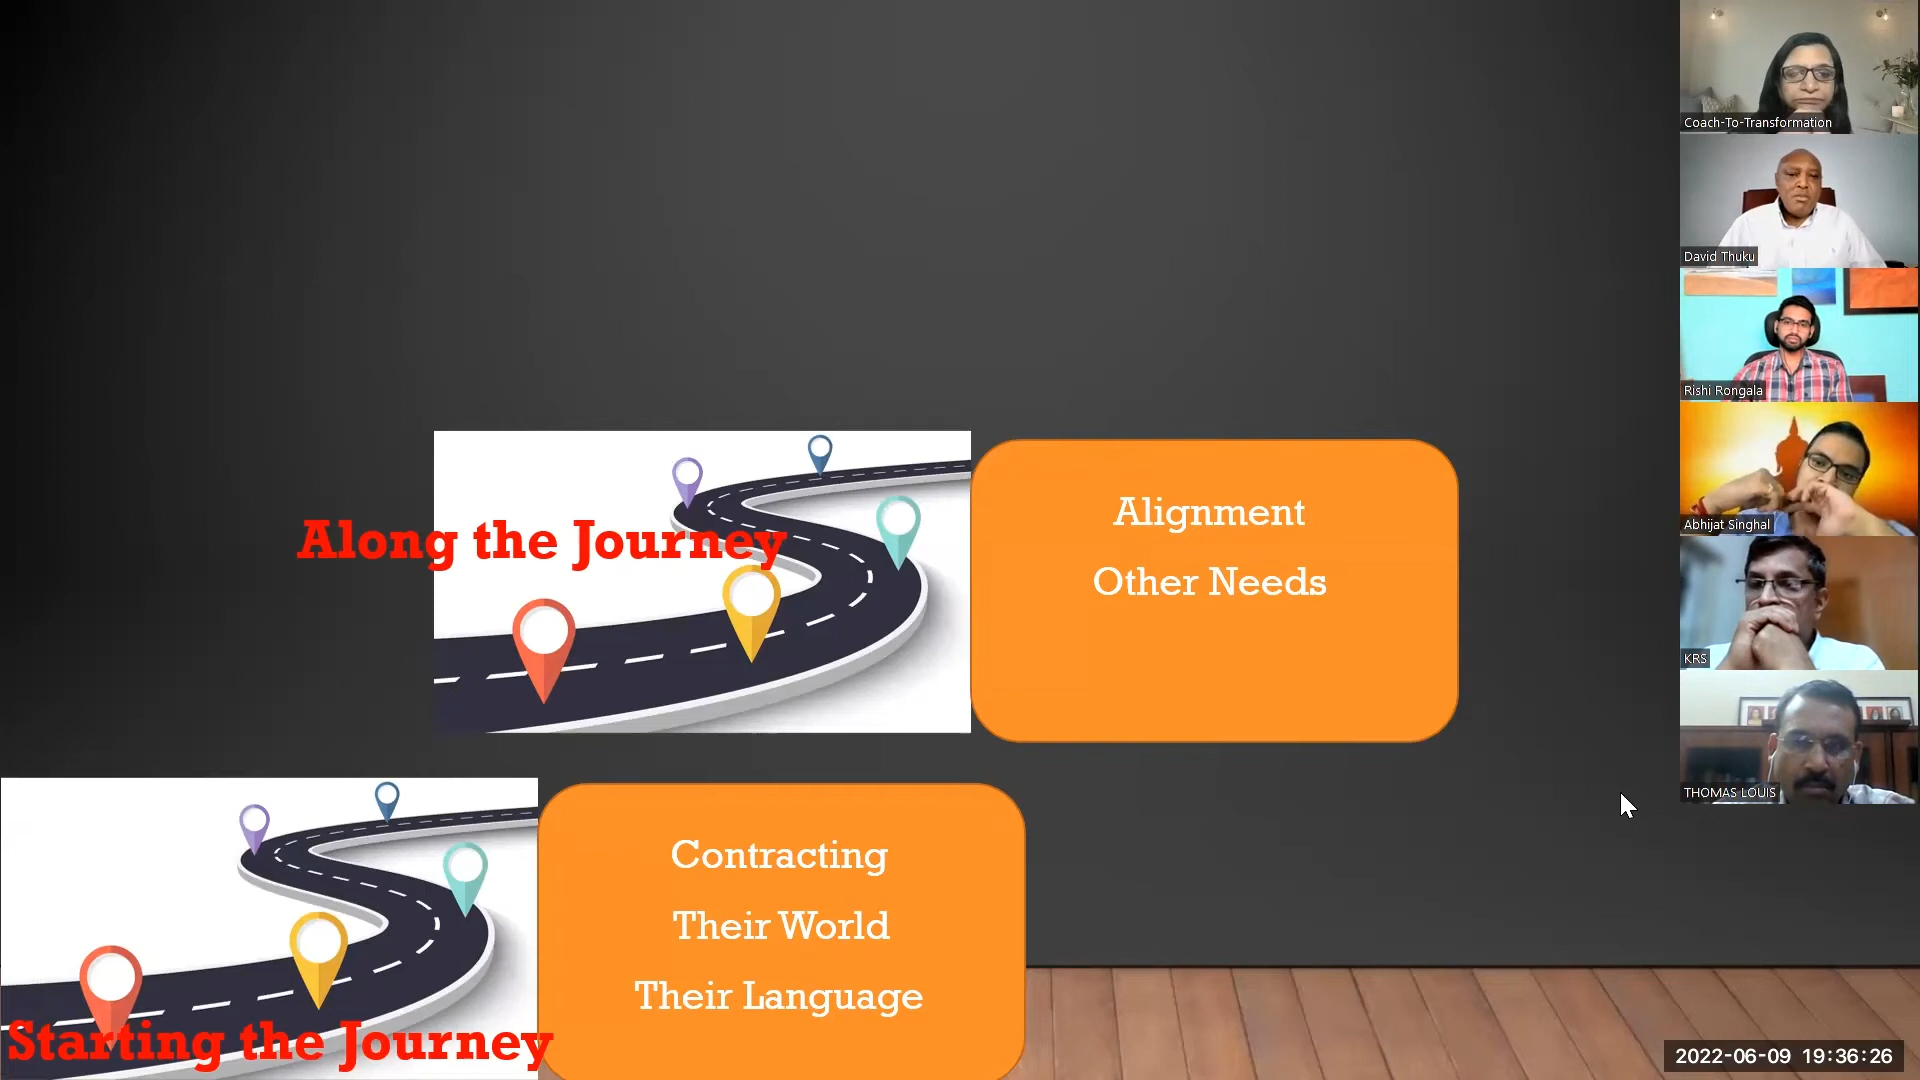 Along the Journey
Alignment
Other Needs
Contracting
Their World
Their Language
Starting the Journey
Coach-To-Transformation
David Thuku
Rishi Rongala
Abhijat Singhal
KRS
THOMAS LOUIS
2022-06-09 19:36:26